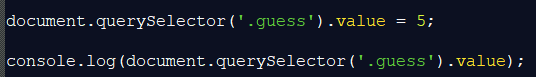 document.querySelector('.guess').value = 5;
console.log(document.querySelector('.guess').value);